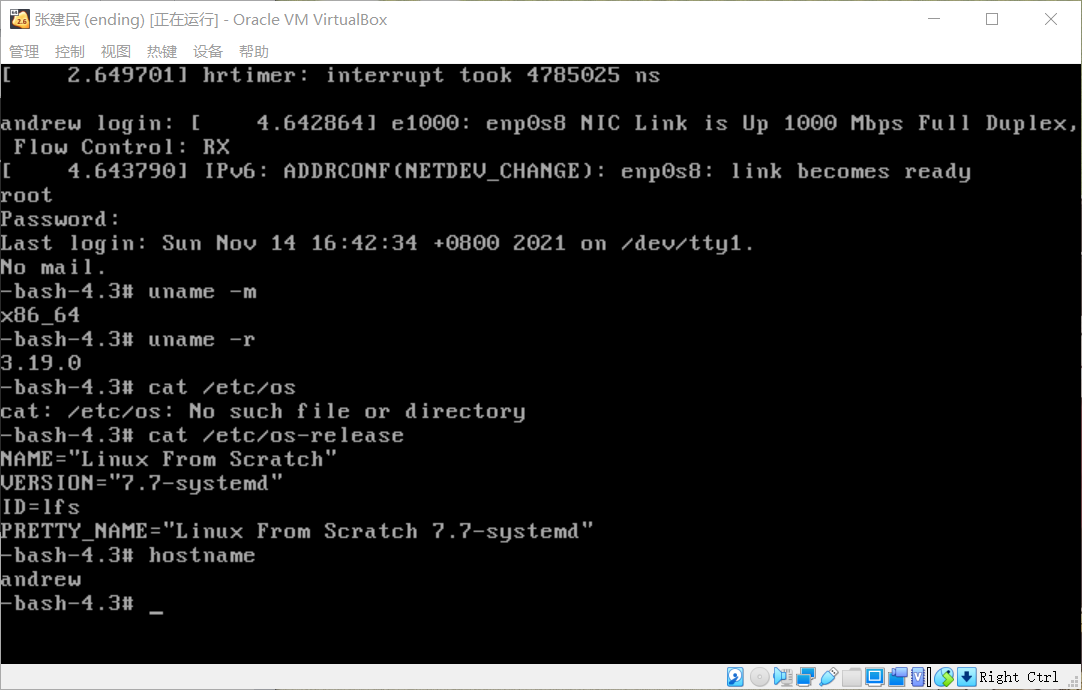 张建民 (ending) [正在运行] - Oracle VM VirtualBox
管理 控制 视图 热键 设备 帮助
[    2.649701] hrtimer: interrupt took 4785025 ns
andrew login: [    4.642864] e1000: enp0s8 NIC Link is Up 1000 Mbps Full Duplex,
 Flow Control: RX
[    4.643790] IPv6: ADDRCONF(NETDEV_CHANGE): enp0s8: link becomes ready
root
Password:
Last login: Sun Nov 14 16:42:34 +0800 2021 on /dev/tty1.
No mail.
-bash-4.3# uname -m
x86_64
-bash-4.3# uname -r
3.19.0
-bash-4.3# cat /etc/os
cat: /etc/os: No such file or directory
-bash-4.3# cat /etc/os-release
NAME="Linux From Scratch"
VERSION="7.7-systemd"
ID=lfs
PRETTY_NAME="Linux From Scratch 7.7-systemd"
-bash-4.3# hostname
andrew
-bash-4.3# _
Right Ctrl